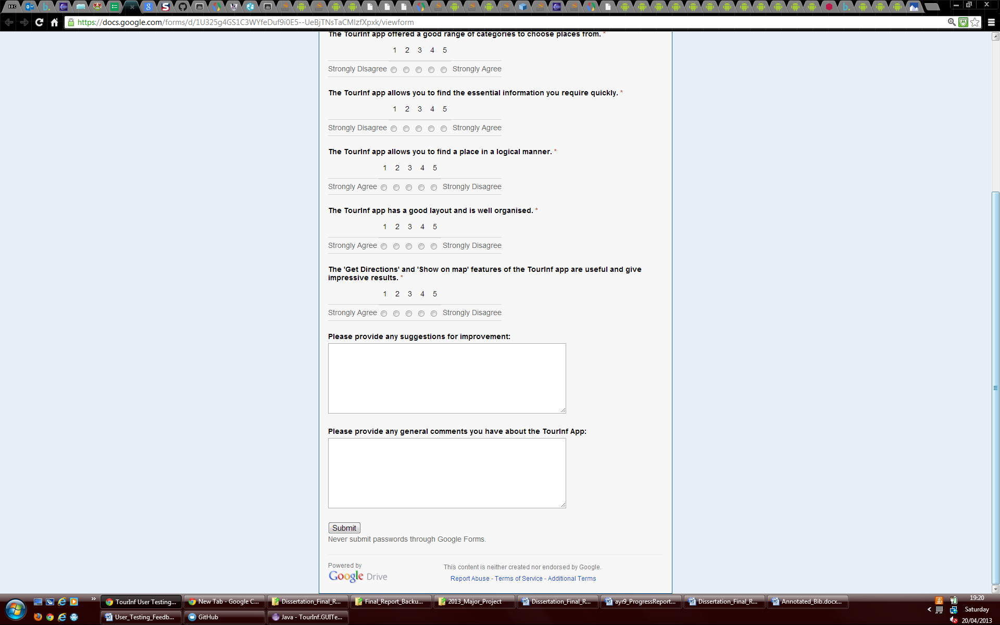 BBC
https://docs.google.com/forms/d/1U325g4GS1C3WYfeDuf9i0E5--UeBjTNsTaCMIzfXpxk/viewform
The TourInf app offered a good range of categories to choose places from. *
1 2 3 4 5
Strongly DIsagree Strongly Agree
The TourInf app allows you to find the essential information you require quickly. *
1 2 3 4 5
Strongly Disagree Strongly Agree
The TourInf app allows you to find a place in a logical manner. *
1 2 3 4 5
Strongly Agree Strongly Disagree
The TourInf app has a good layout and is well organised. *
1 2 3 4 5
Strongly Agree Strongly Disagree
The 'Get Directions' and 'Show on map' features of the TourInf app are useful and give
impressive results. *
1 2 3 4 5
Strongly Agree Strongly Disagree
Please provide any suggestions for improvement:
Please provide any general comments you have about the TourInf App:
Submit
Never submit passwords through Google Forms.
Powered by
Google Drive
This content is neither created nor endorsed by Google.
Report Abuse - Terms of Service - Additional Terms
TourInf User Testing... New Tab - Google C... Dissertation_Final_R... Final_Report_Backu... 2013_Major_Project Dissertation_Final_R... ayr9_ProgressReport... Dissertation_Final_R... Annotated_Bib.docx... 19:20
Saturday
User_Testing_Feedb... GitHub Java - TourInf.GUITe... 20/04/2013